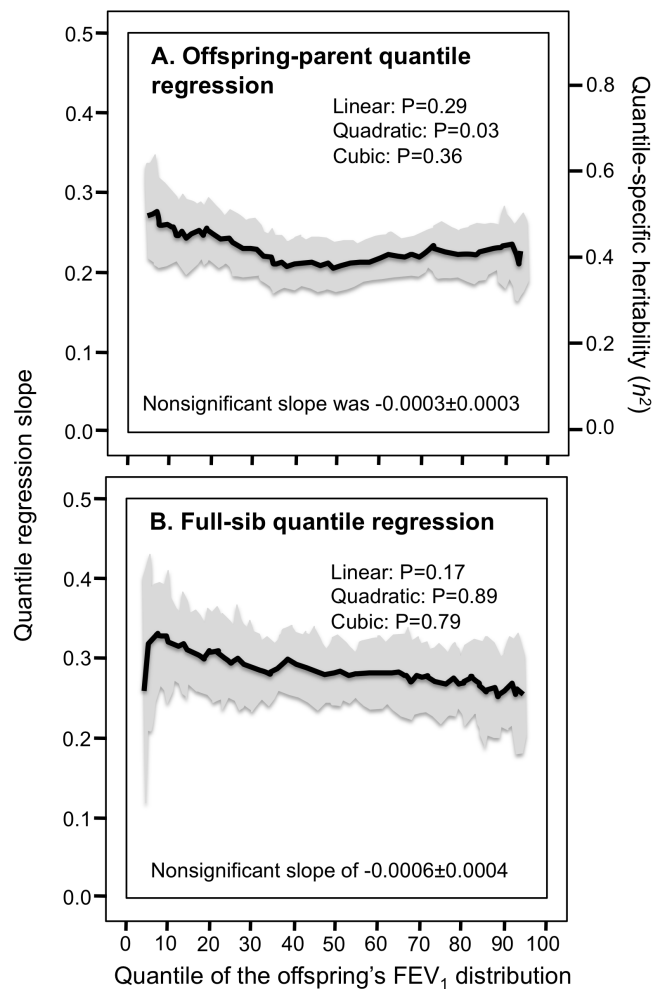 A. Offspring-parent quantile
regression
Linear: P=0.29
Quadratic: P=0.03
Cubic: P=0.36
Nonsignificant slope was -0.0003±0.0003
0.5
0.4
0.3
0.2
0.1
0.0
0.8
0.6
0.4
0.2
0.0
Quantile-specific heritability (h²)
Quantile regression slope
B. Full-sib quantile regression
Linear: P=0.17
Quadratic: P=0.89
Cubic: P=0.79
Nonsignificant slope of -0.0006±0.0004
0.5
0.4
0.3
0.2
0.1
0.0
0 10 20 30 40 50 60 70 80 90 100
Quantile of the offspring's FEV₁ distribution